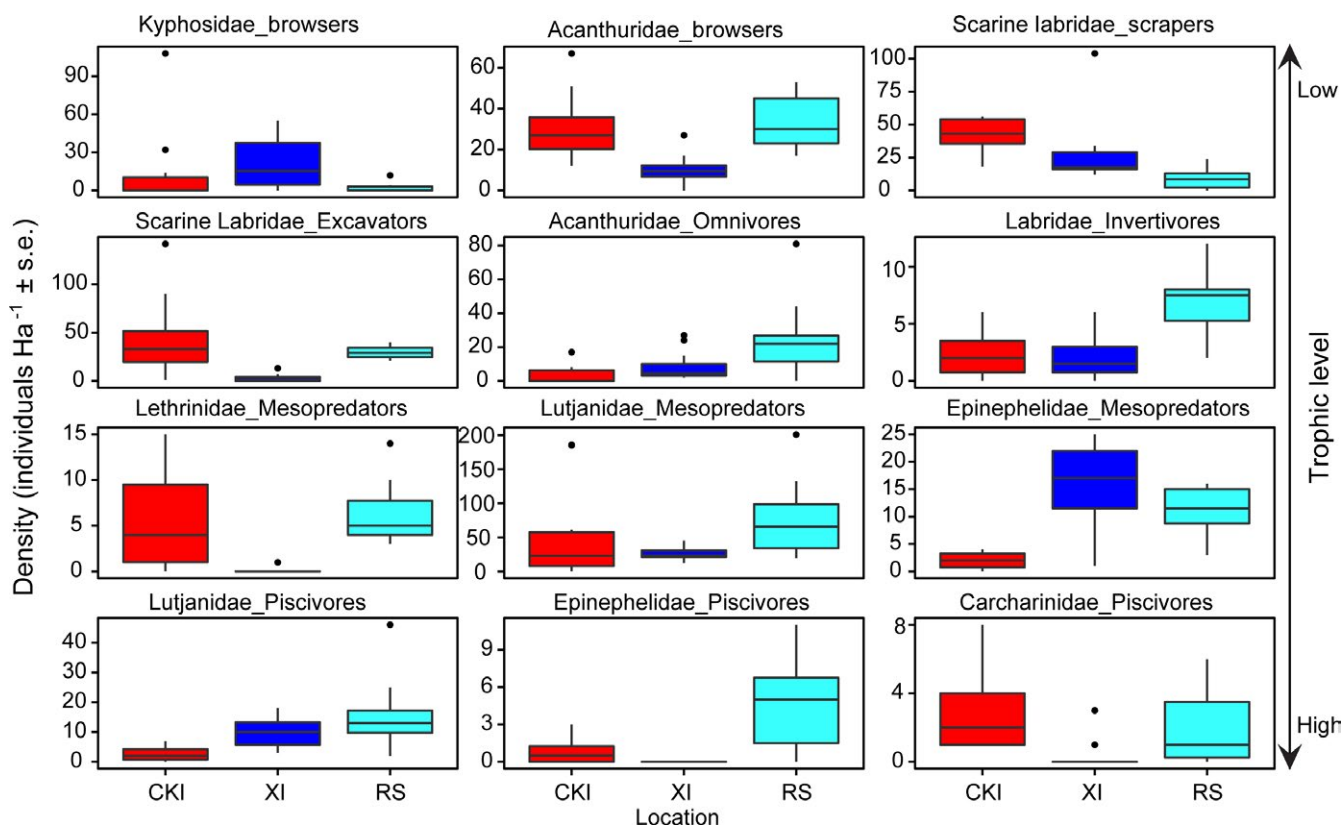 Kyphosidae_browsers
Acanthuridae_browsers
Scarine labridae_scrapers
90
60
30
0
60
40
20
0
100
75
50
25
0
Low
Scarine Labridae_Excavators
Acanthuridae_Omnivores
Labridae_Invertivores
100
50
0
80
60
40
20
0
10
5
0
Density (individuals Ha⁻¹ ± s.e.)
Trophic level
Lethrinidae_Mesopredators
Lutjanidae_Mesopredators
Epinephelidae_Mesopredators
15
10
5
0
200
150
100
50
0
25
20
15
10
5
0
Lutjanidae_Piscivores
Epinephelidae_Piscivores
Carcharinidae_Piscivores
40
30
20
10
0
9
6
3
0
8
4
0
High
CKI XI RS
CKI XI RS
CKI XI RS
Location